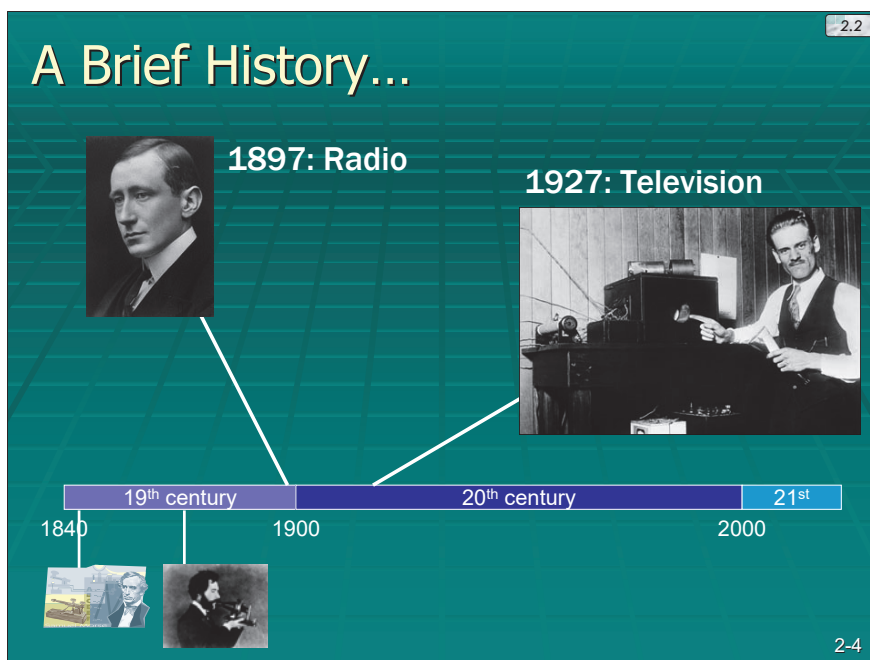 2.2
A Brief History…
1897: Radio
1927: Television
19th century
20th century
21st
1840
1900
2000
2-4